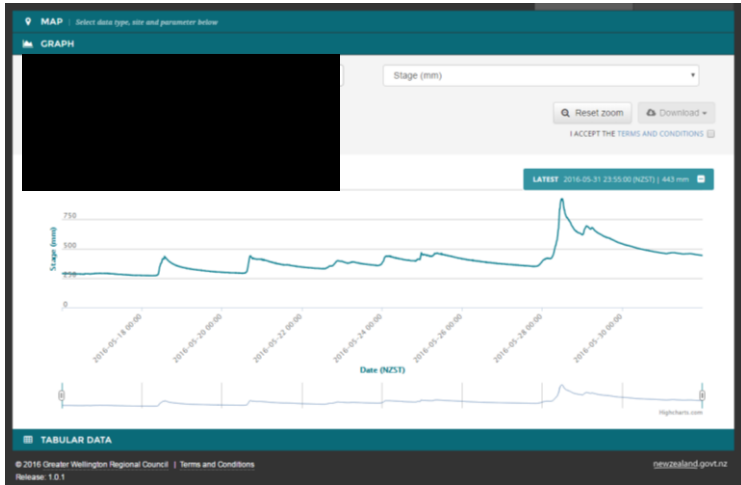 MAP | Select data type, site and parameter below
GRAPH
Stage (mm)
Reset zoom
Download
I ACCEPT THE TERMS AND CONDITIONS
LATEST 2016-05-31 23:55:00 (NZST) | 443 mm
750
500
250
0
Stage (mm)
2016-05-18 00:00
2016-05-20 00:00
2016-05-22 00:00
2016-05-24 00:00
2016-05-26 00:00
2016-05-28 00:00
2016-05-30 00:00
Date (NZST)
Highcharts.com
TABULAR DATA
© 2016 Greater Wellington Regional Council | Terms and Conditions
newzealand.govt.nz
Release: 1.0.1